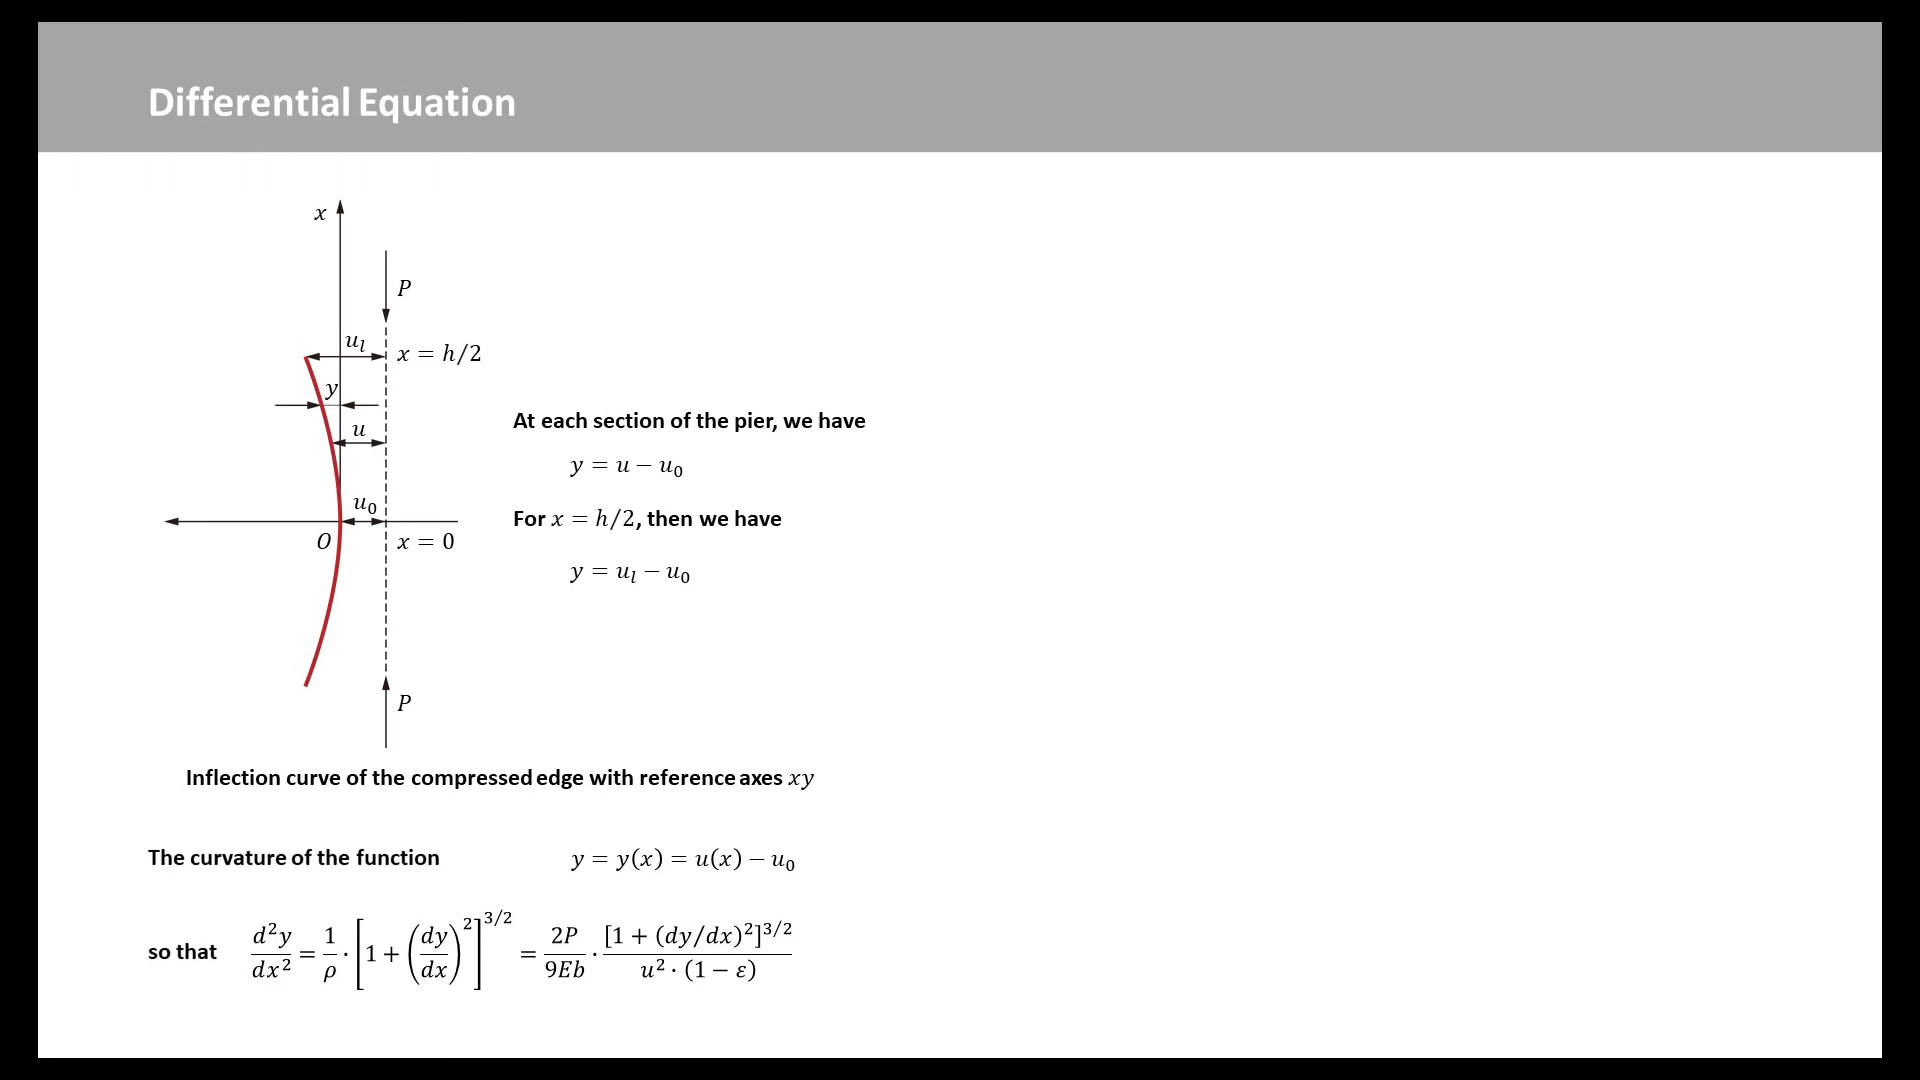 Differential Equation
x
P
u_l
x = h/2
y
u
u_0
O
x = 0
P
At each section of the pier, we have
y = u − u_0
For x = h/2, then we have
y = u_l − u_0
Inflection curve of the compressed edge with reference axes xy
The curvature of the function y = y(x) = u(x) − u_0
so that d²y/dx² = 1/ρ · [1 + (dy/dx)²]^{3/2} = 2P/9Eb · [1 + (dy/dx)²]^{3/2}/u² · (1 − ε)